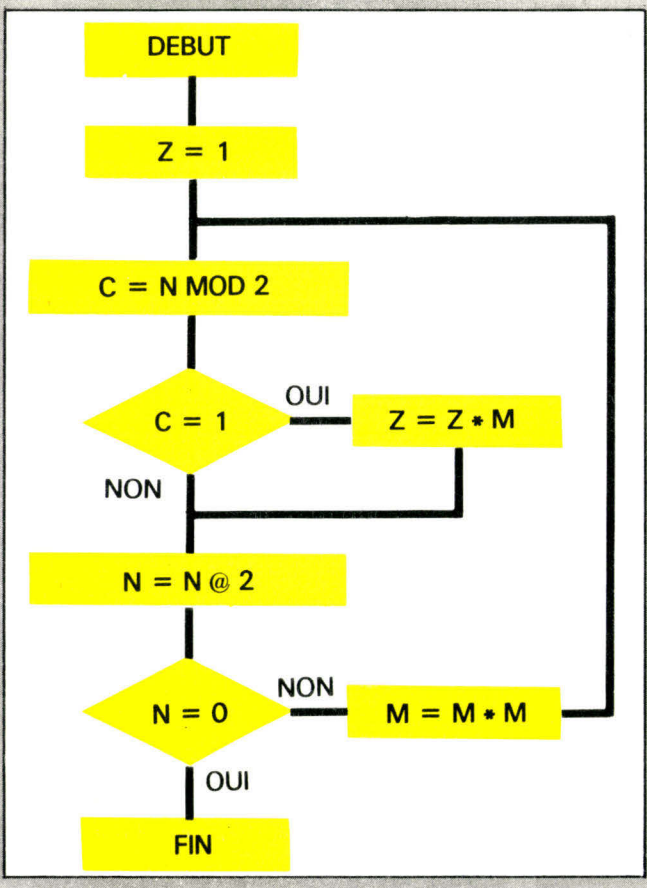 DEBUT
Z = 1
C = N MOD 2
C = 1
OUI
Z = Z * M
NON
N = N @ 2
N = 0
NON
M = M * M
OUI
FIN